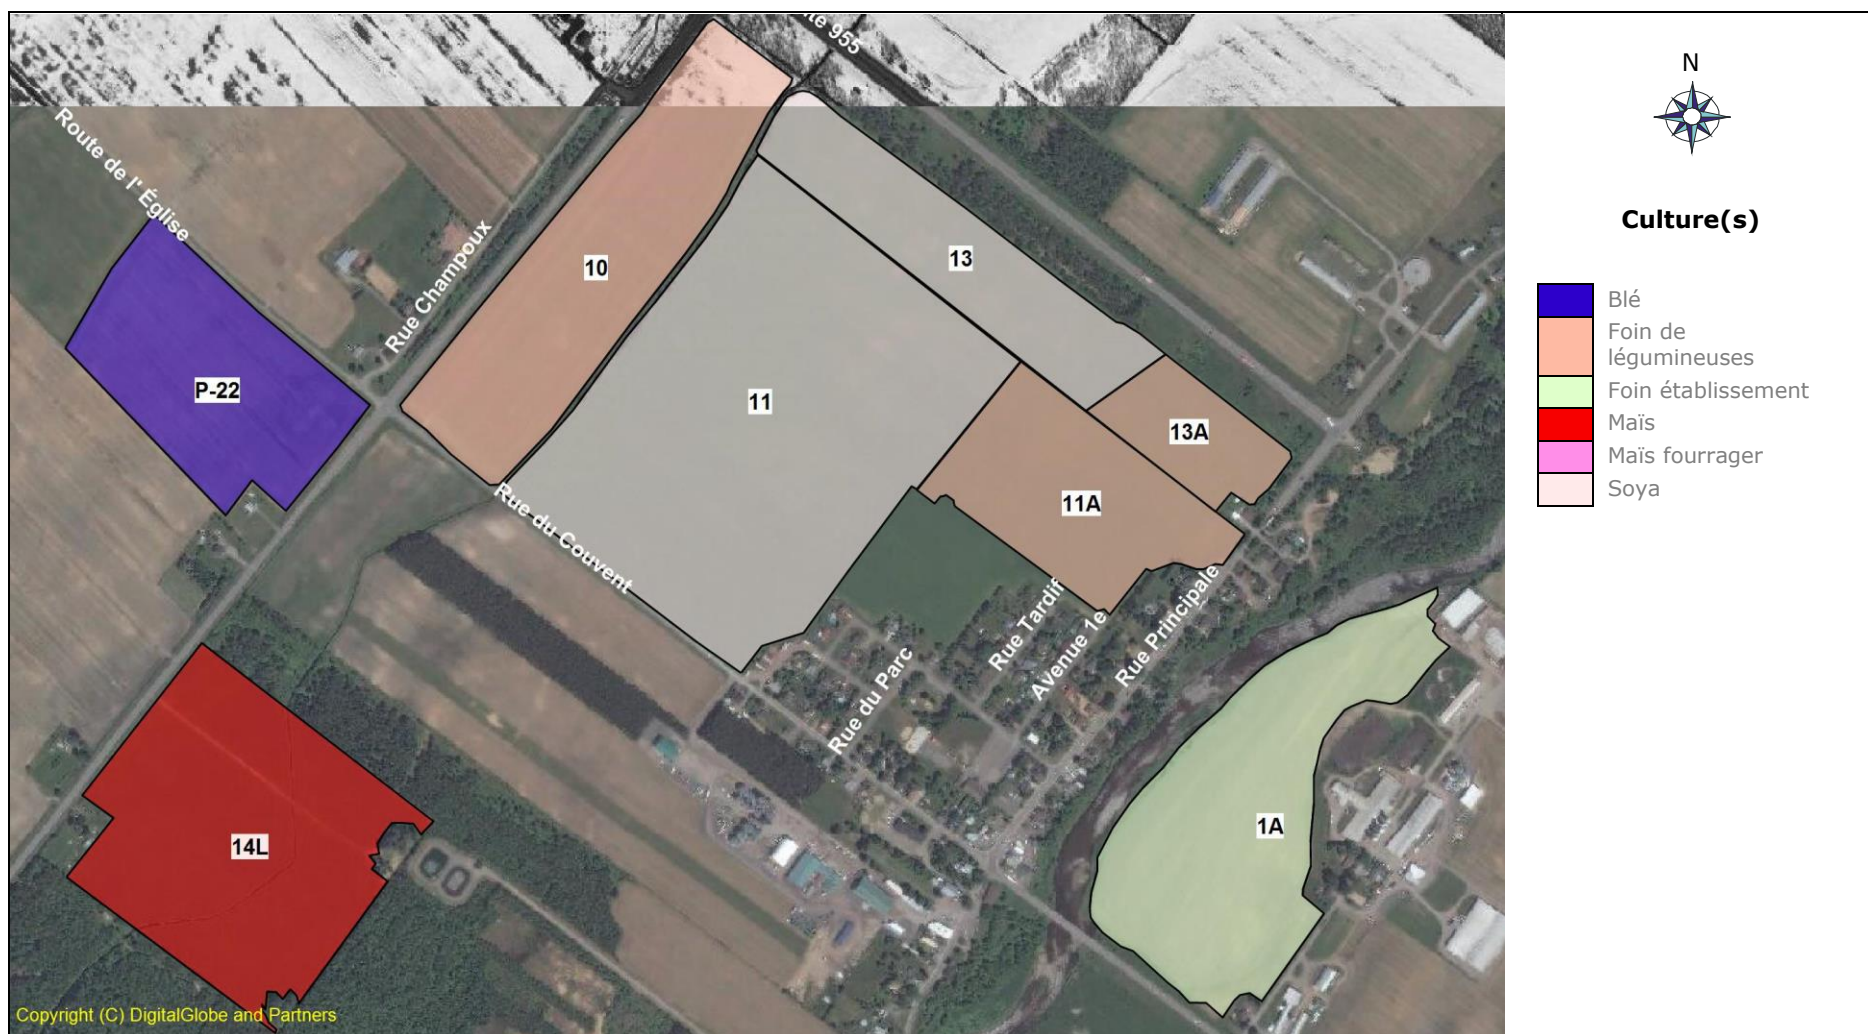 te 955
N
Route de l' Église
Culture(s)
Rue Champoux
13
10
Blé
Foin de
légumineuses
Foin établissement
Maïs
Maïs fourrager
Soya
P-22
11
13A
11A
Rue du Couvent
Rue Tardif
Avenue 1e
Rue Principale
Rue du Parc
1A
14L
Copyright (C) DigitalGlobe and Partners